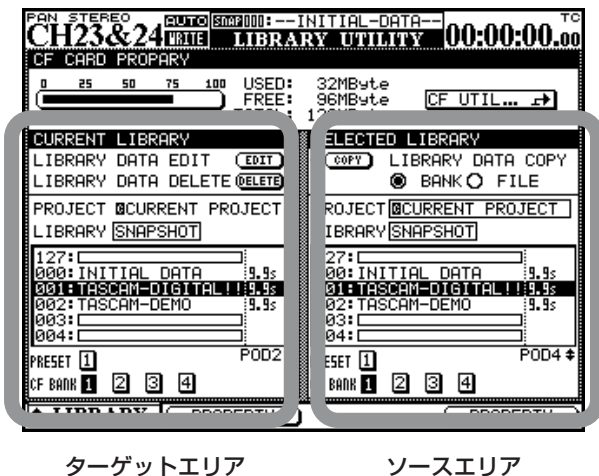 PAN STEREO AUTO SNAP000:--INITIAL-DATA-- TC
CH23&24 WRITE LIBRARY UTILITY 00:00:00.00
CF CARD PROPARY
0 25 50 75 100 USED: 32MByte
FREE: 96MByte CF UTIL...
CURRENT LIBRARY
LIBRARY DATA EDIT EDIT
LIBRARY DATA DELETE DELETE
PROJECT CURRENT PROJECT
LIBRARY SNAPSHOT
127:
000:INITIAL DATA 9.9s
001:TASCAM-DIGITAL!! 9.9s
002:TASCAM-DEMO 9.9s
003:
004:
PRESET 1 POD2
CF BANK 1 2 3 4
ELECTED LIBRARY
COPY LIBRARY DATA COPY
BANK FILE
ROJECT CURRENT PROJECT
IBRARY SNAPSHOT
27:
00:INITIAL DATA 9.9s
01:TASCAM-DIGITAL!! 9.9s
02:TASCAM-DEMO 9.9s
03:
04:
ESET 1 POD4
BANK 1 2 3 4
LIBRARY PROPERTY
PROPERTY
ターゲットエリア
ソースエリア